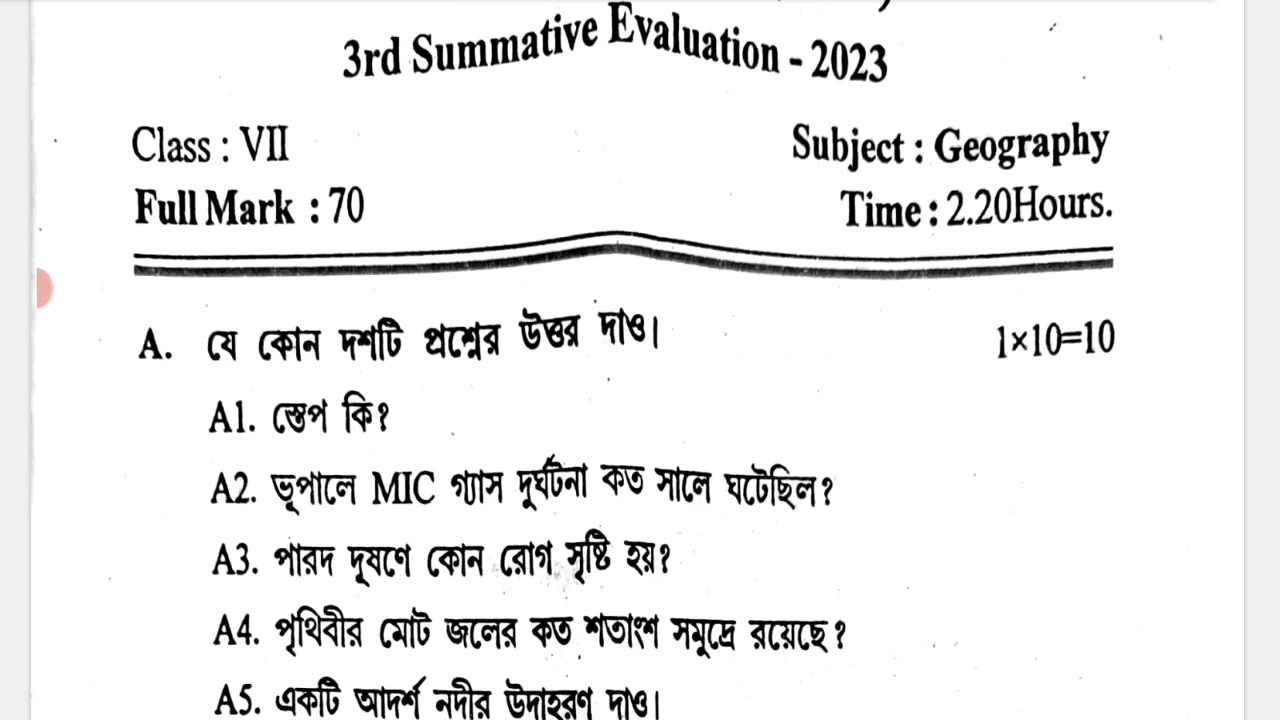 3rd Summative Evaluation - 2023
Class : VII
Subject : Geography
Full Mark : 70
Time : 2.20Hours.
A. যে কোন দশটি প্রশ্নের উত্তর দাও। 1×10=10
A1. স্তেপ কি?
A2. ভূপালে MIC গ্যাস দুর্ঘটনা কত সালে ঘটেছিল?
A3. পারদ দূষণে কোন রোগ সৃষ্টি হয়?
A4. পৃথিবীর মোট জলের কত শতাংশ সমুদ্রে রয়েছে?
A5. একটি আদর্শ নদীর উদাহরণ দাও।